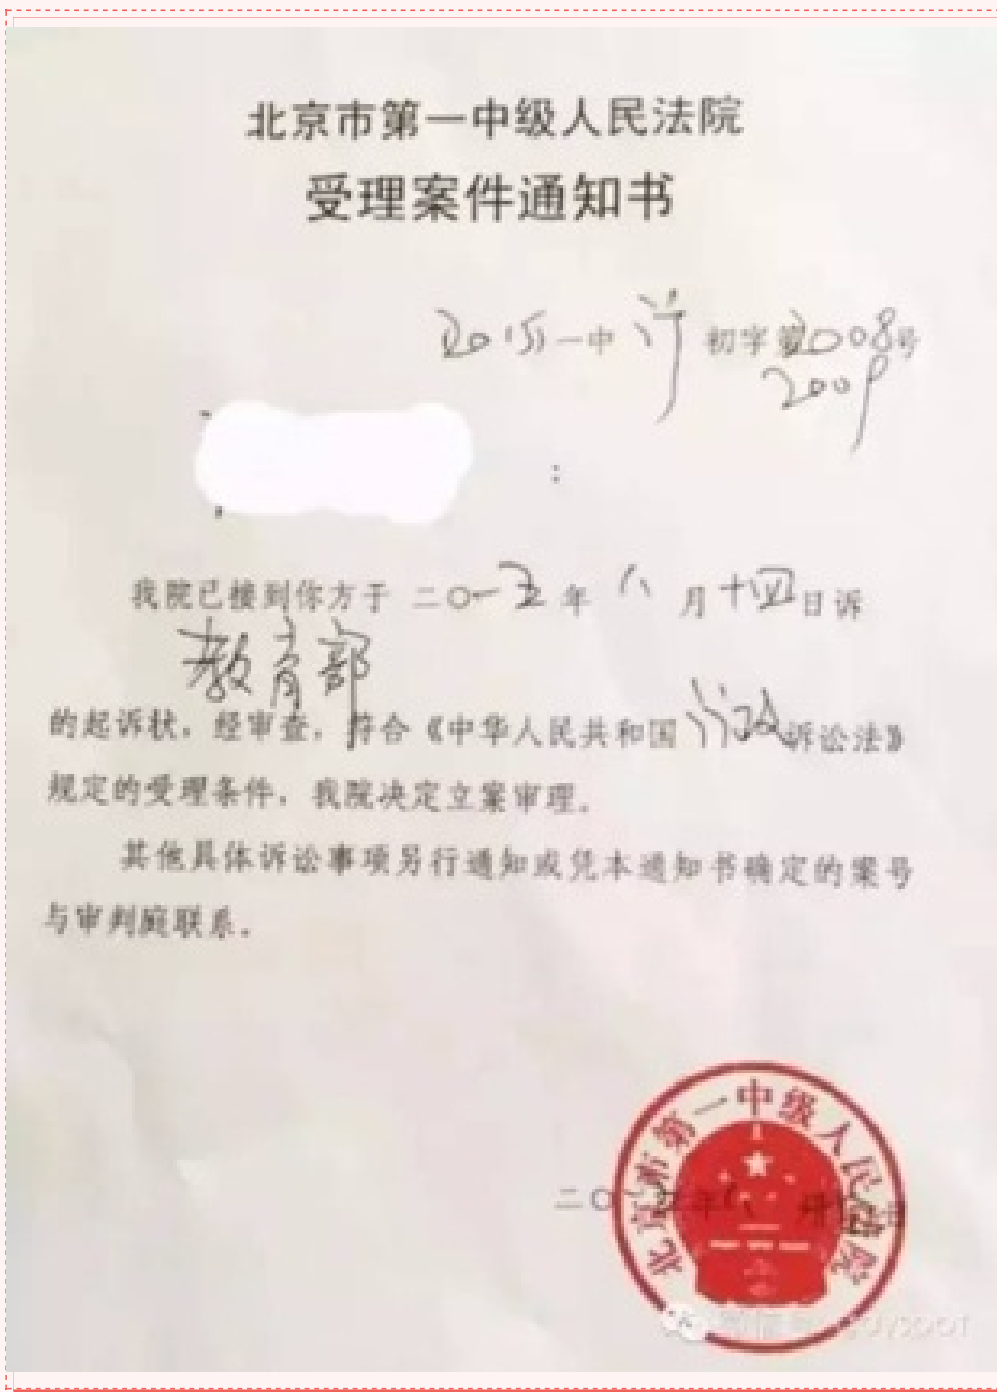 北京市第一中级人民法院
受理案件通知书
2015一中行初字第2008号
2009
:
我院已接到你方于 二〇一五年 八 月 十四 日诉
教育部
的起诉状,经审查,符合《中华人民共和国行政诉讼法》
规定的受理条件,我院决定立案审理。
其他具体诉讼事项另行通知或凭本通知书确定的案号
与审判庭联系。
北京市第一中级人民法院
二〇 年八月